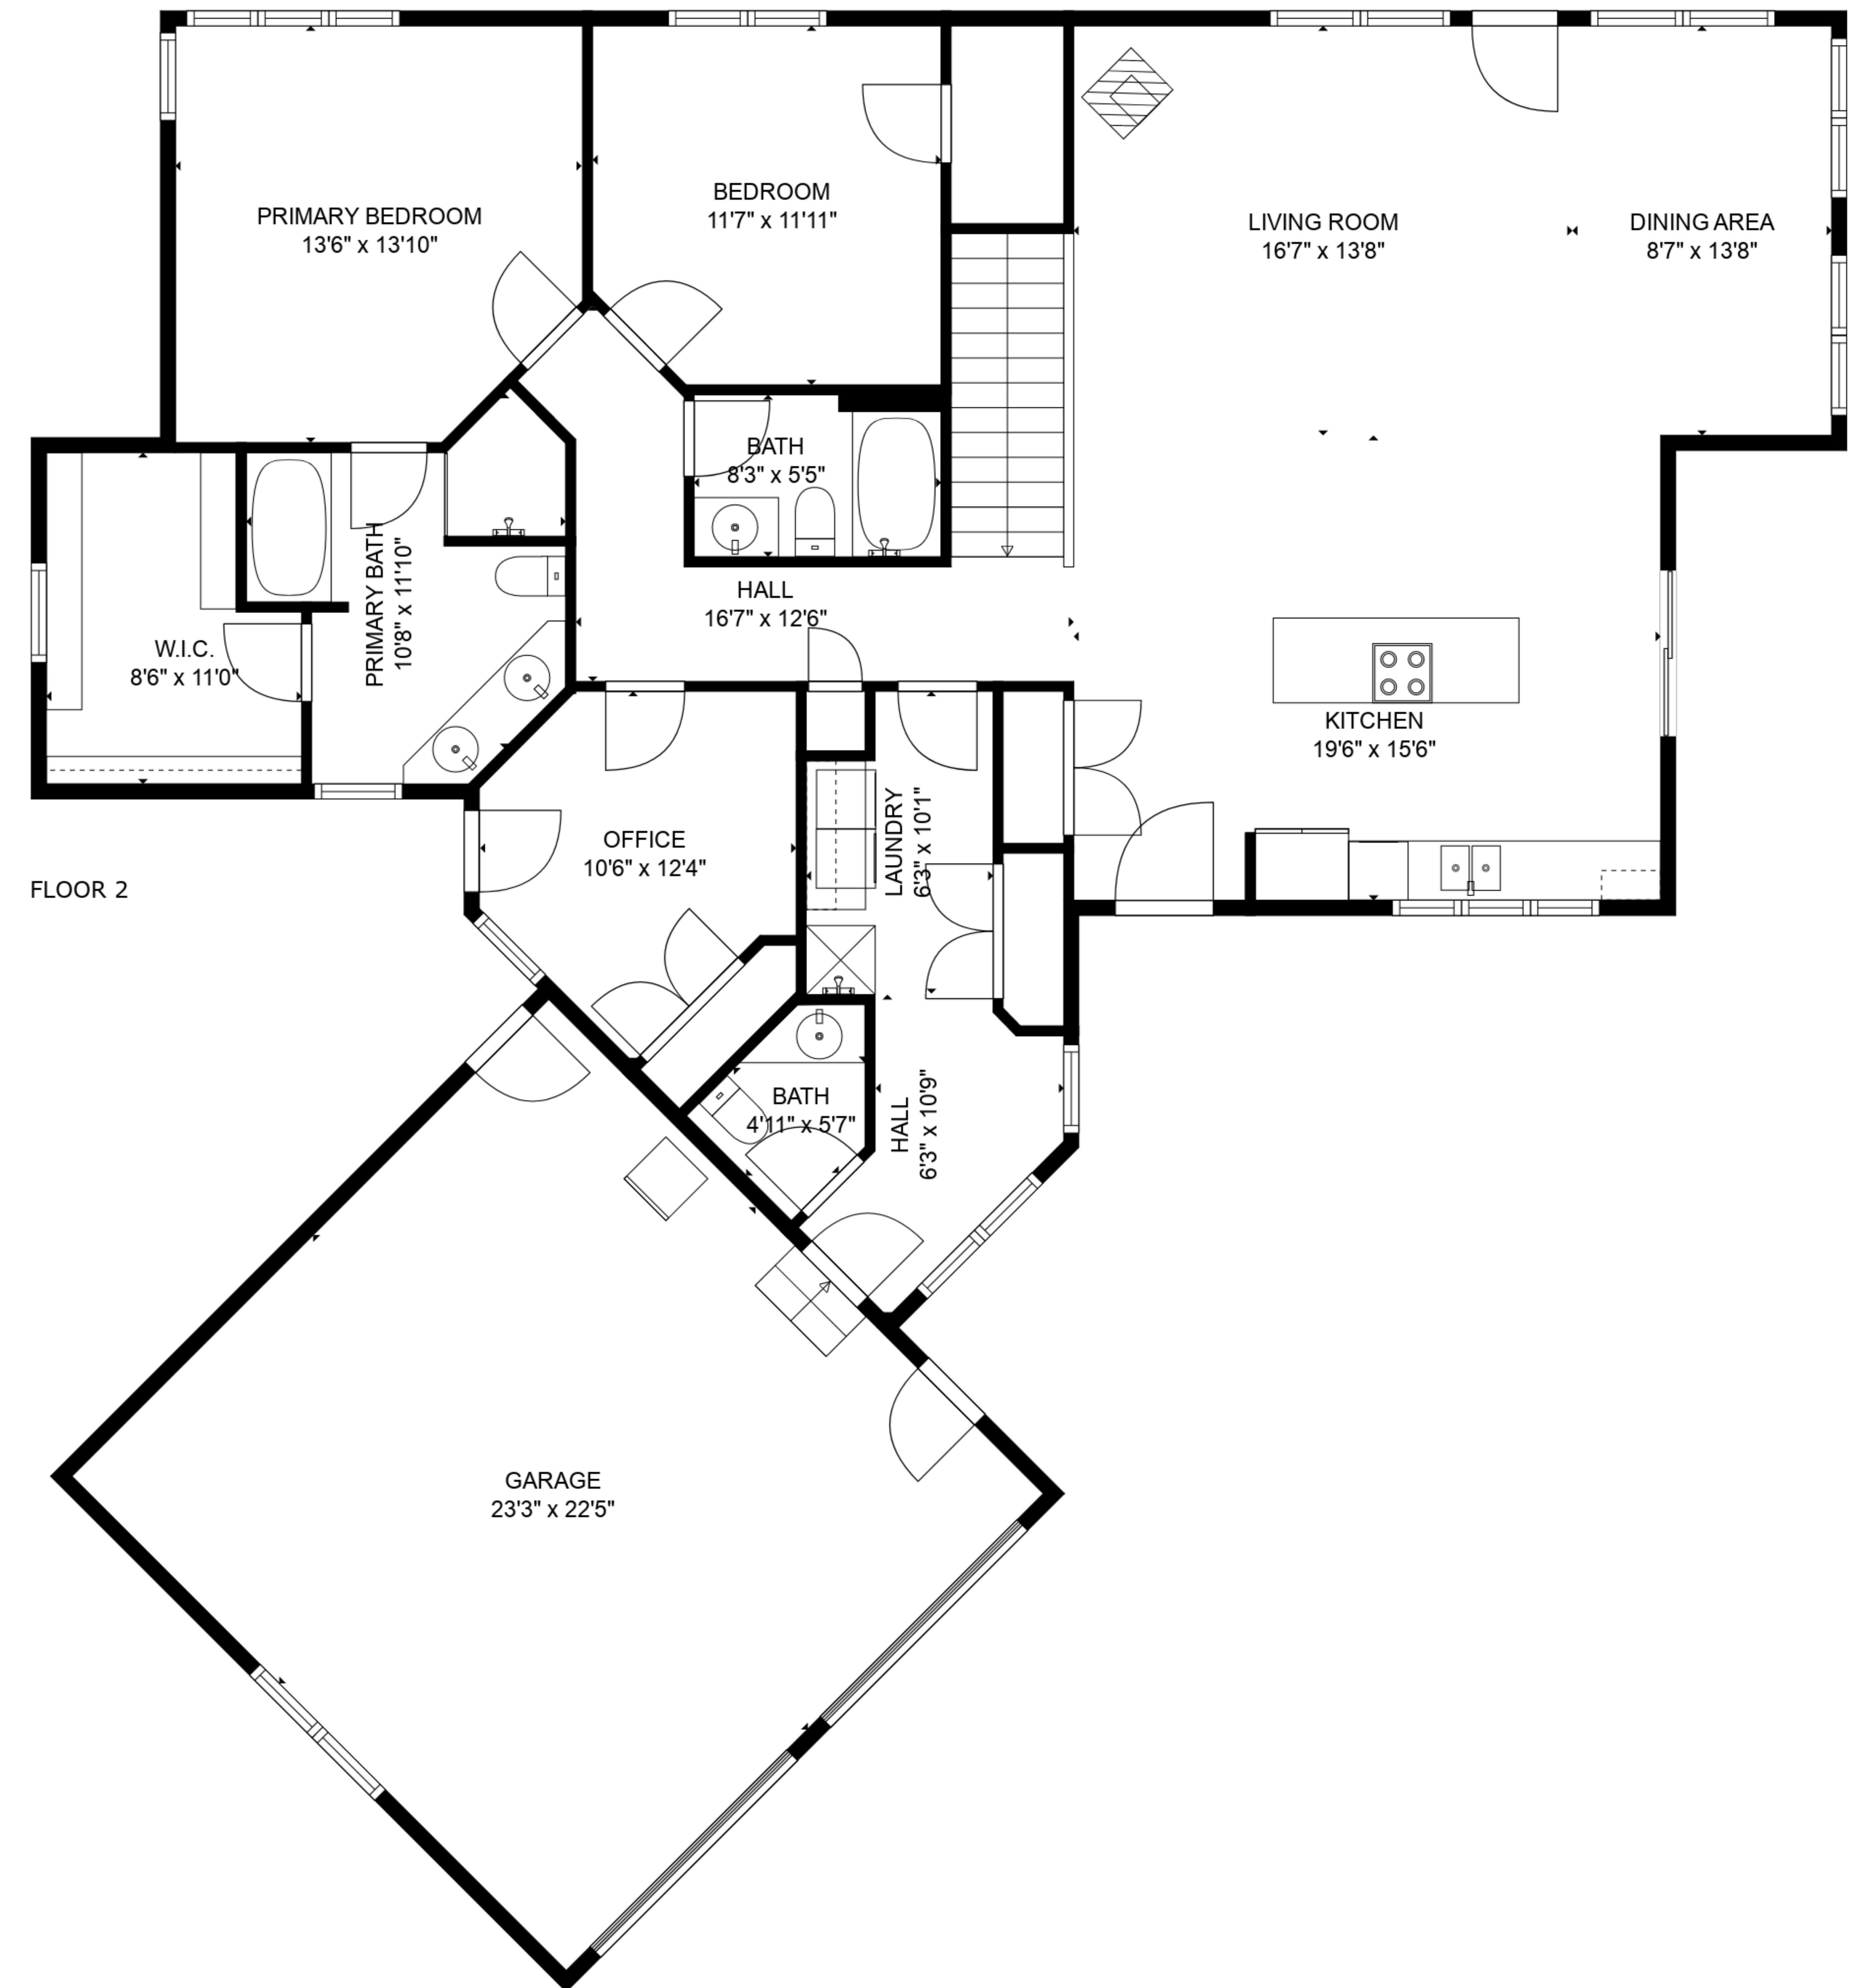 PRIMARY BEDROOM
13'6" x 13'10"
BEDROOM
11'7" x 11'11"
LIVING ROOM
16'7" x 13'8"
DINING AREA
8'7" x 13'8"
BATH
8'3" x 5'5"
PRIMARY BATH
10'8" x 11'10"
HALL
16'7" x 12'6"
W.I.C.
8'6" x 11'0"
KITCHEN
19'6" x 15'6"
OFFICE
10'6" x 12'4"
LAUNDRY
6'3" x 10'1"
FLOOR 2
BATH
4'11" x 5'7"
HALL
6'3" x 10'9"
GARAGE
23'3" x 22'5"